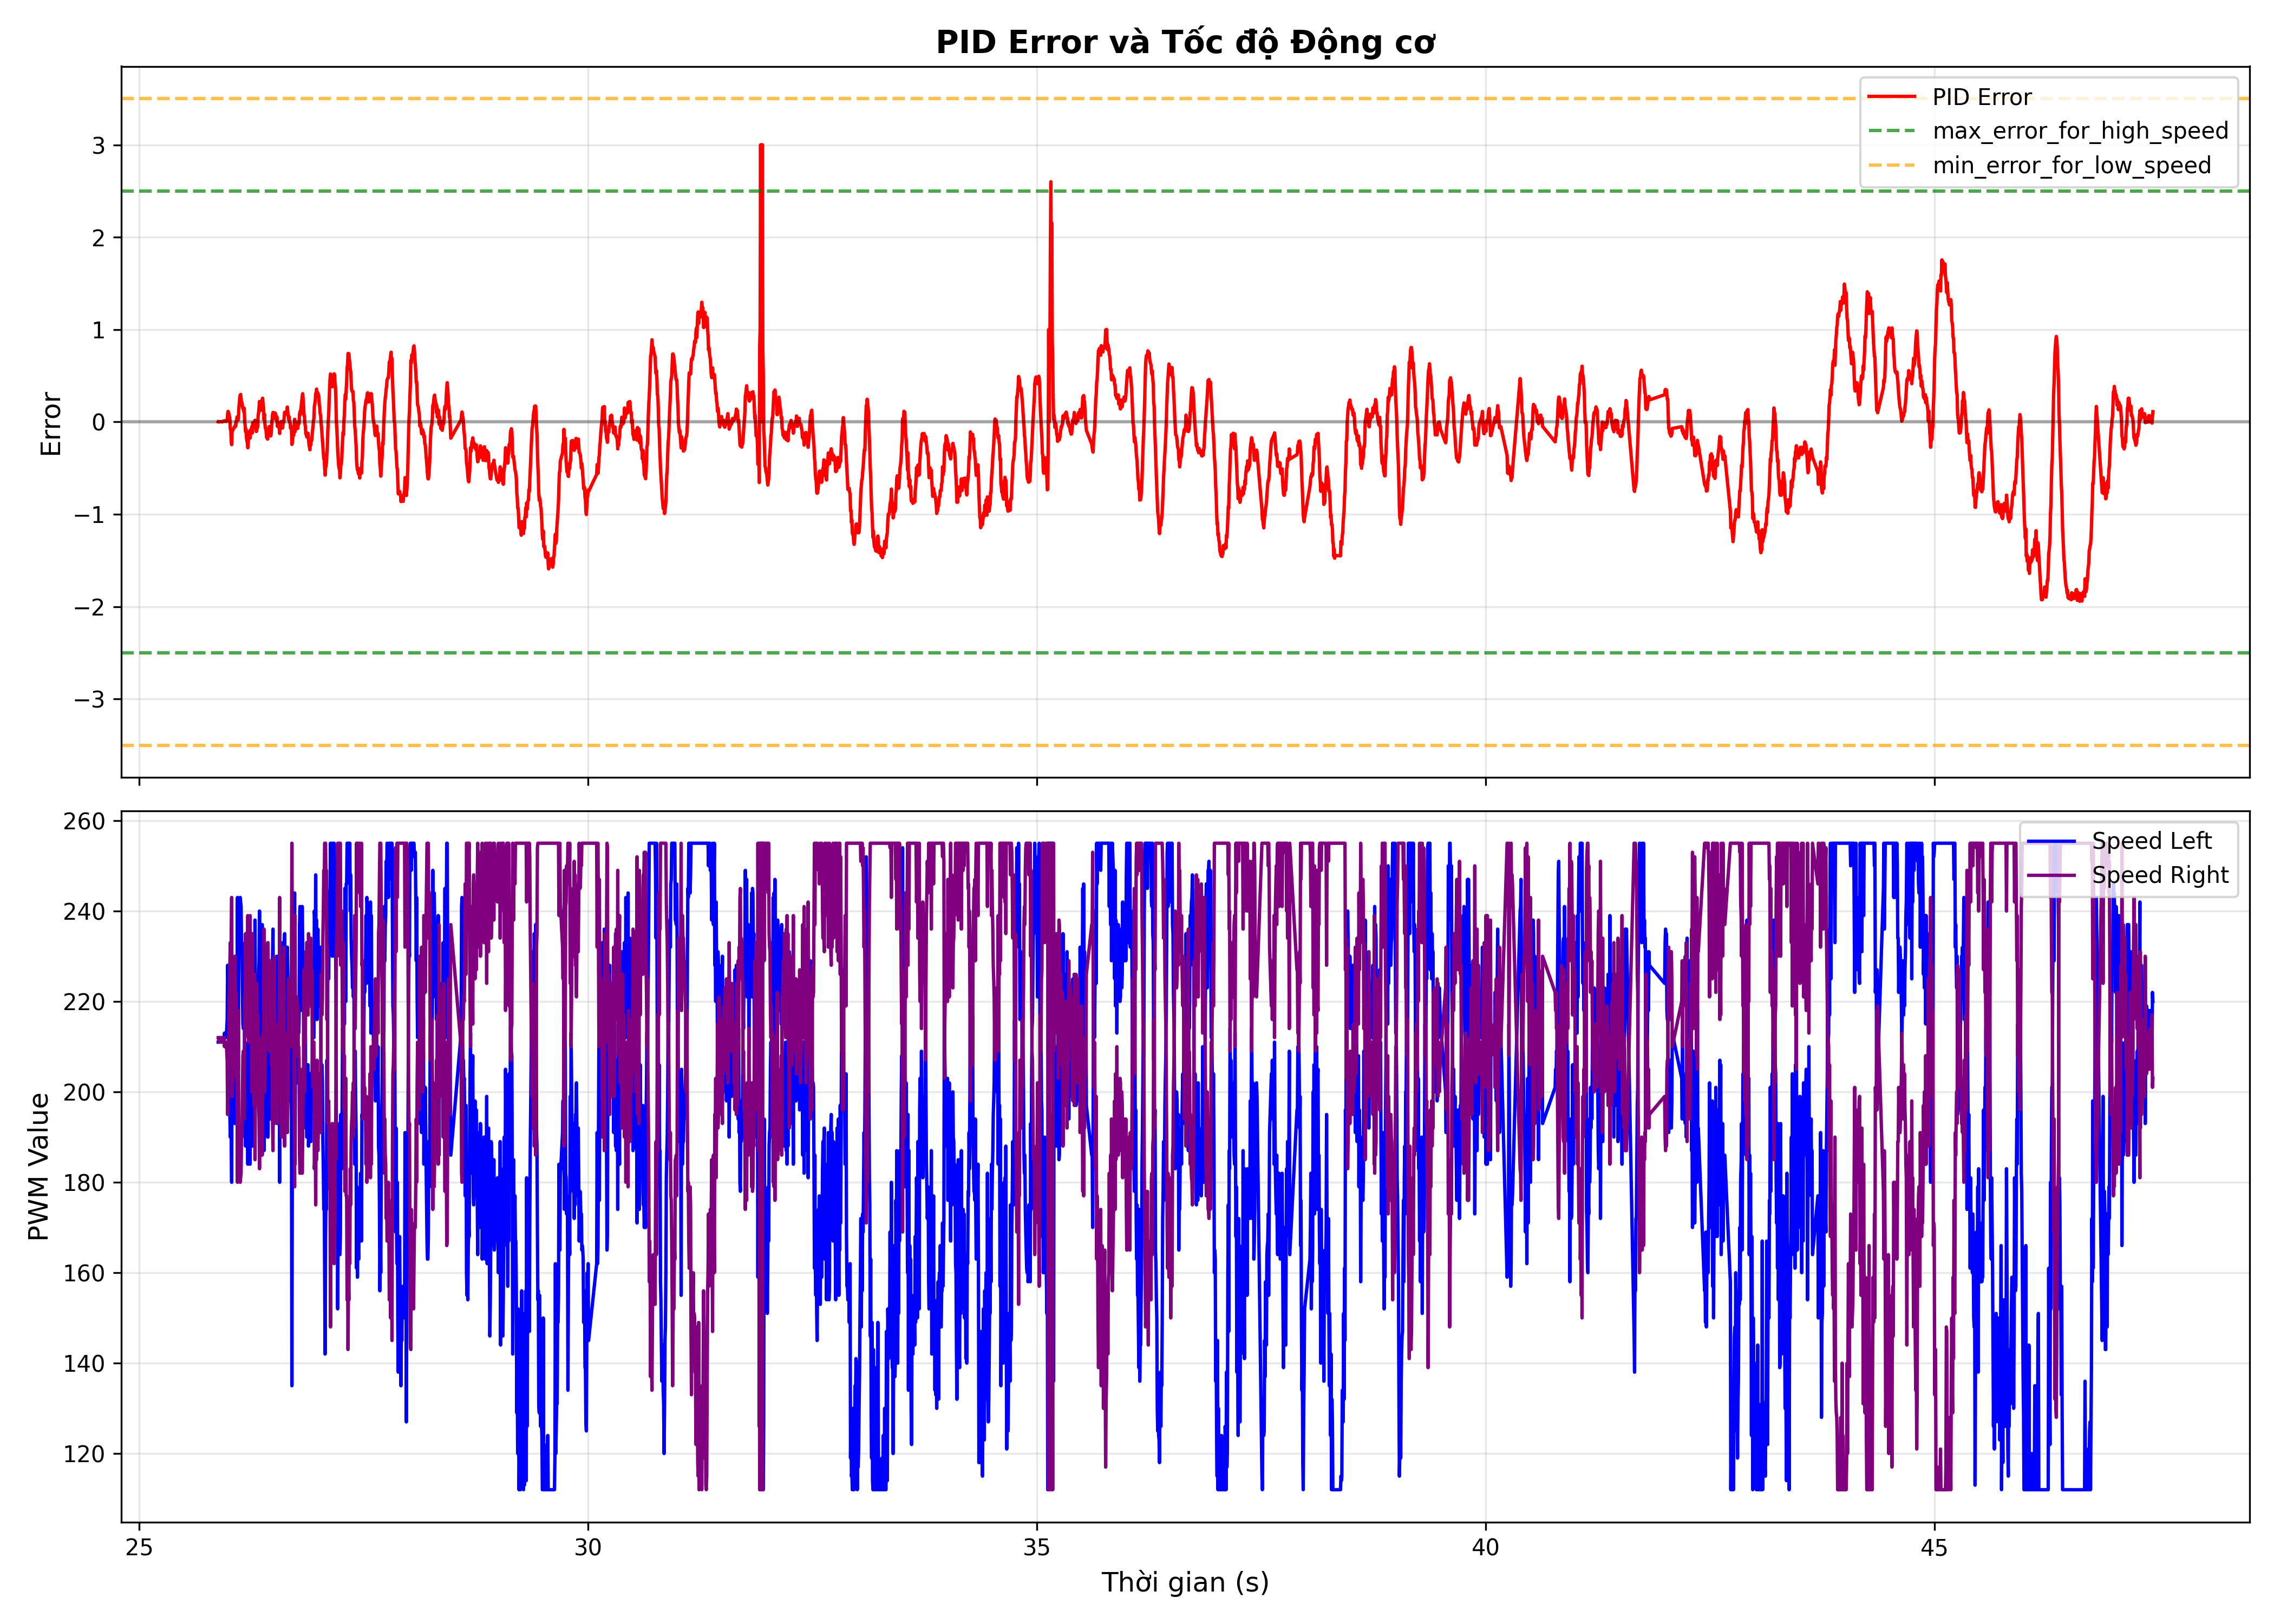 PID Error và Tốc độ Động cơ
PID Error
max_error_for_high_speed
min_error_for_low_speed
Error
3
2
1
0
−1
−2
−3
Speed Left
Speed Right
PWM Value
260
240
220
200
180
160
140
120
25 30 35 40 45
Thời gian (s)